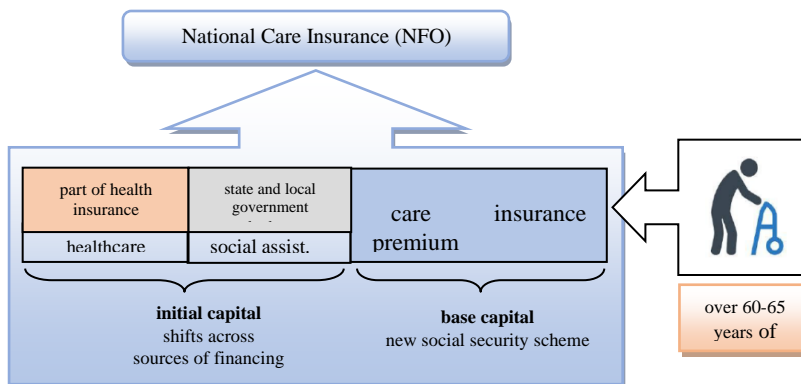 National Care Insurance (NFO)
part of health
insurance
state and local
government
healthcare
social assist.
care insurance
premium
initial capital
shifts across
sources of financing
base capital
new social security scheme
over 60-65
years of